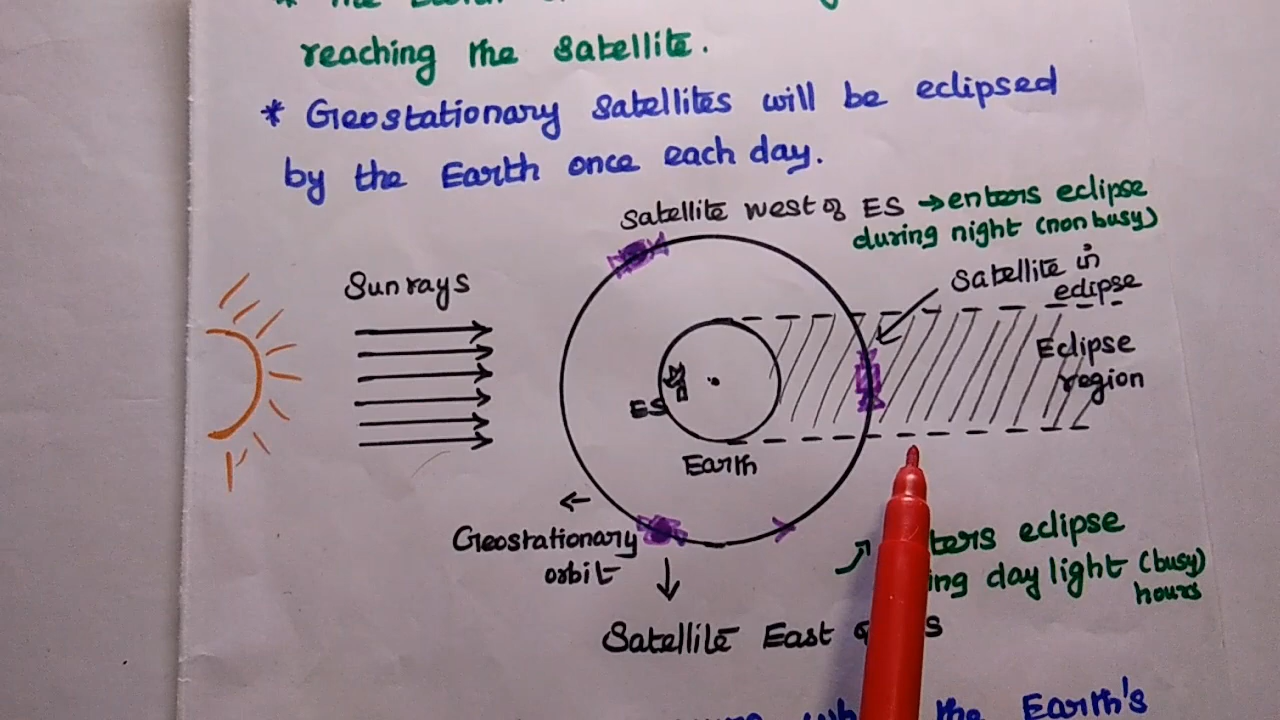 reaching the satellite.
* Geostationary satellites will be eclipsed
by the Earth once each day.
Satellite west of ES → enters eclipse
during night (non busy)
Sun rays
Satellite in
eclipse
Eclipse
region
ES
Earth
Geostationary
orbit
eclipse
day light (busy)
hours
Satellite East
the Earth's